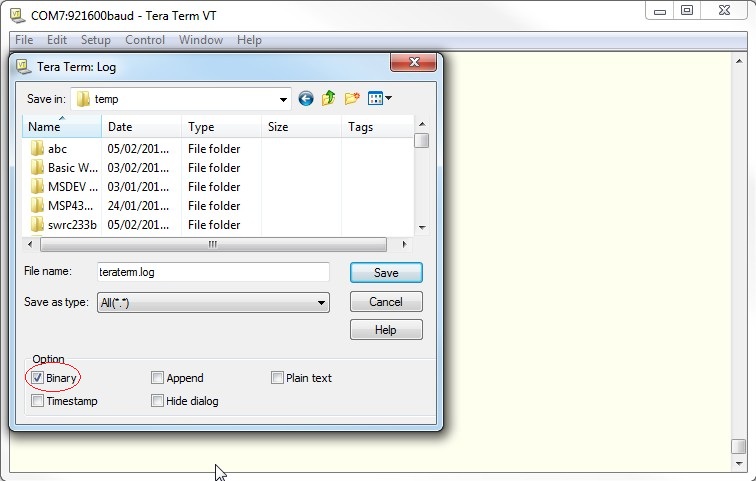 COM7:921600baud - Tera Term VT
File Edit Setup Control Window Help
Tera Term: Log
Save in: temp
Name Date Type Size Tags
abc 05/02/201... File folder
Basic W... 03/02/201... File folder
MSDEV ... 03/01/201... File folder
MSP43... 24/01/201... File folder
swrc233b 05/02/201... File folder
File name: teraterm.log Save
Save as type: All(*.*) Cancel
Help
Option
Binary Append Plain text
Timestamp Hide dialog